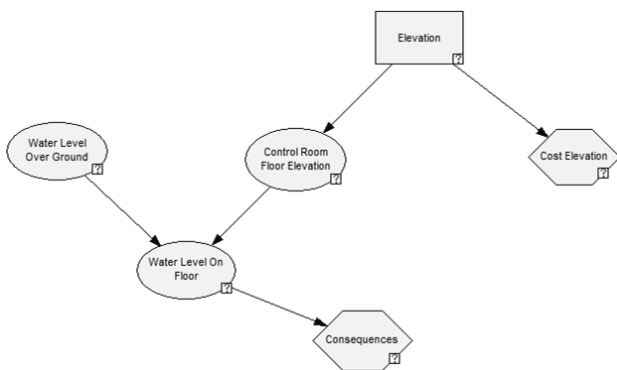 Elevation
?
Water Level
Over Ground
?
Control Room
Floor Elevation
?
Cost Elevation
?
Water Level On
Floor
?
Consequences
?